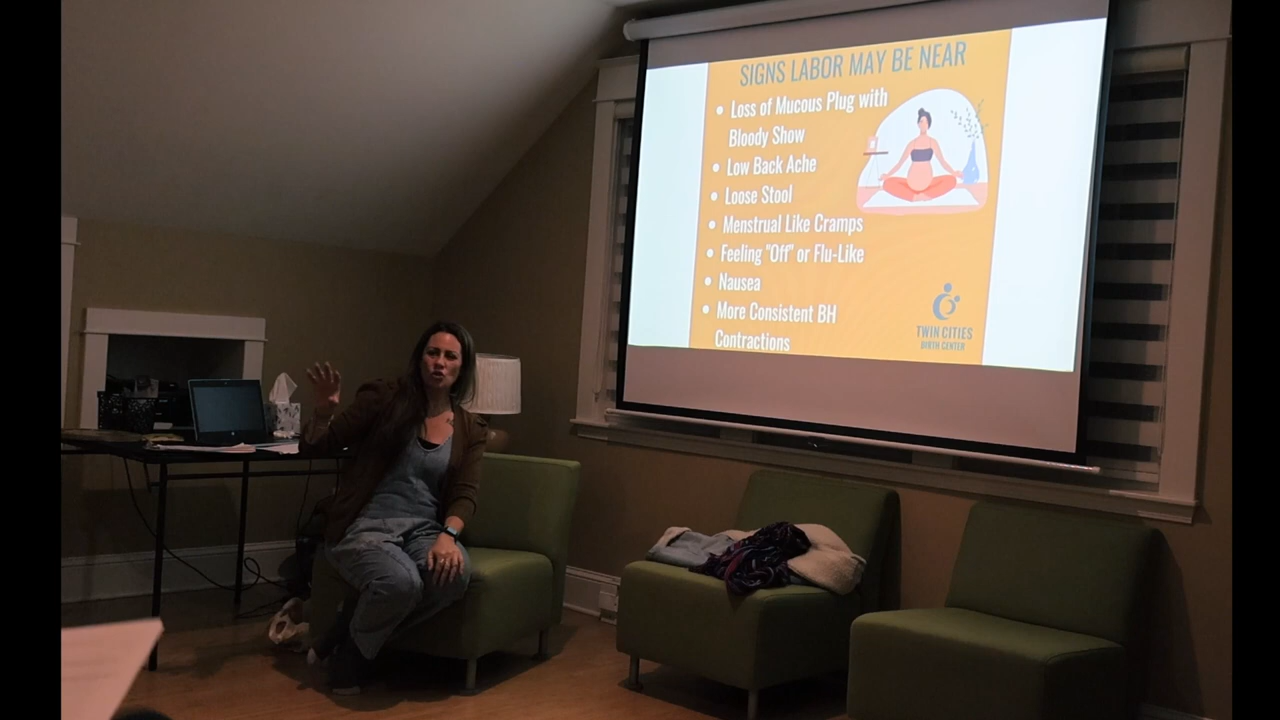 SIGNS LABOR MAY BE NEAR
• Loss of Mucous Plug with
Bloody Show
• Low Back Ache
• Loose Stool
• Menstrual Like Cramps
• Feeling "Off" or Flu-Like
• Nausea
• More Consistent BH
Contractions
TWIN CITIES
BIRTH CENTER